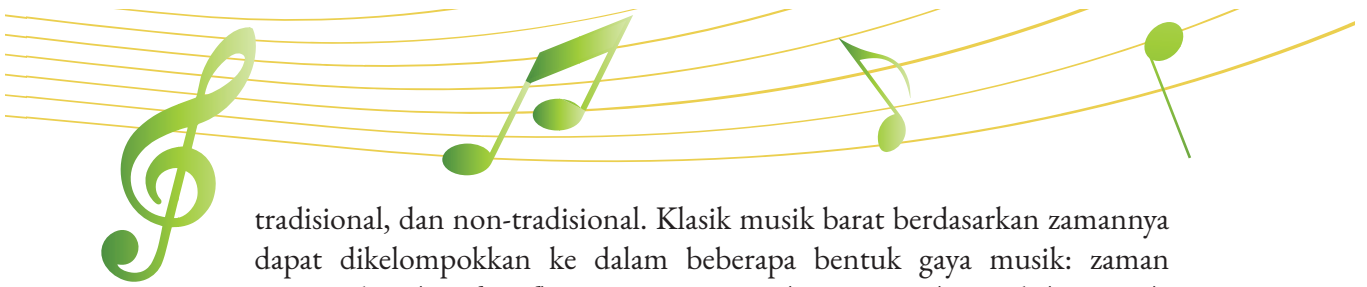 tradisional, dan non-tradisional. Klasik musik barat berdasarkan zamannya
dapat dikelompokkan ke dalam beberapa bentuk gaya musik: zaman